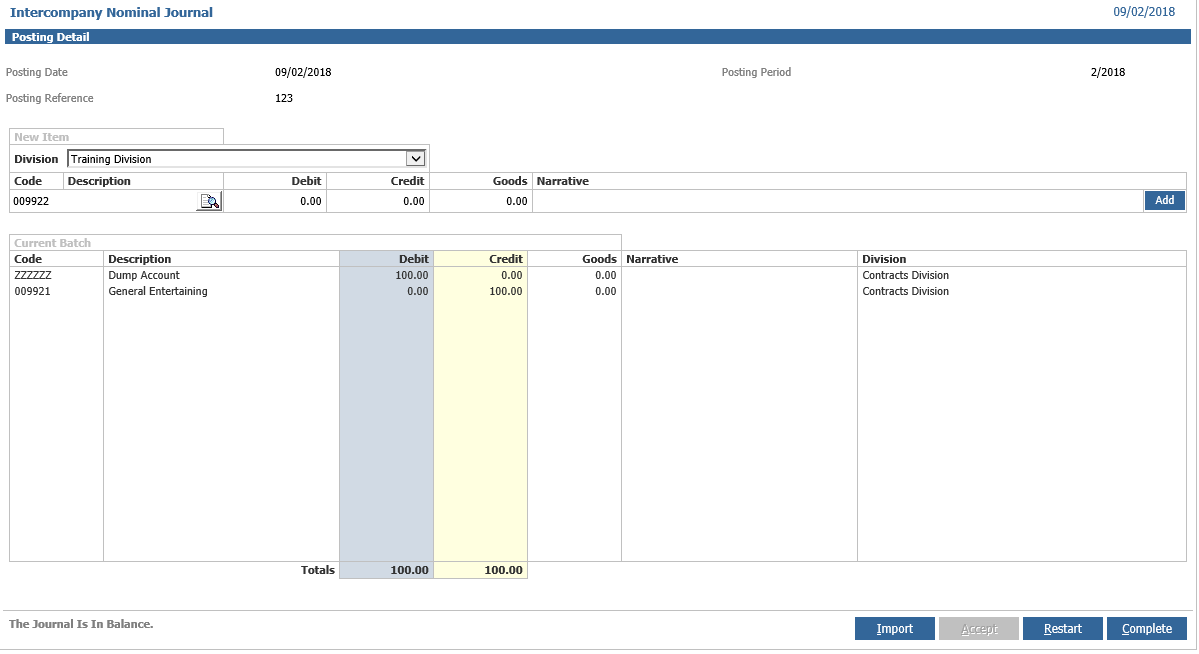 Intercompany Nominal Journal 09/02/2018
Posting Detail
Posting Date 09/02/2018 Posting Period 2/2018
Posting Reference 123
New Item
Division Training Division
Code Description Debit Credit Goods Narrative
009922 0.00 0.00 0.00 Add
Current Batch
Code Description Debit Credit Goods Narrative Division
ZZZZZZ Dump Account 100.00 0.00 0.00 Contracts Division
009921 General Entertaining 0.00 100.00 0.00 Contracts Division
Totals 100.00 100.00
The Journal Is In Balance. Import Accept Restart Complete